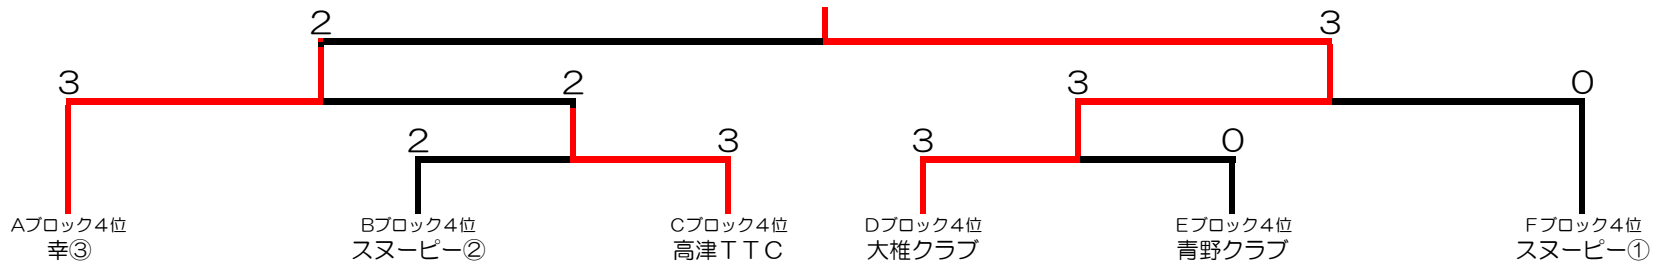 2
3
3
2
3
0
2
3
3
0
Aブロック4位
Bブロック4位
Cブロック4位
Dブロック4位
Eブロック4位
Fブロック4位
幸③
スヌーピー②
高津TTC
大椎クラブ
青野クラブ
スヌーピー①